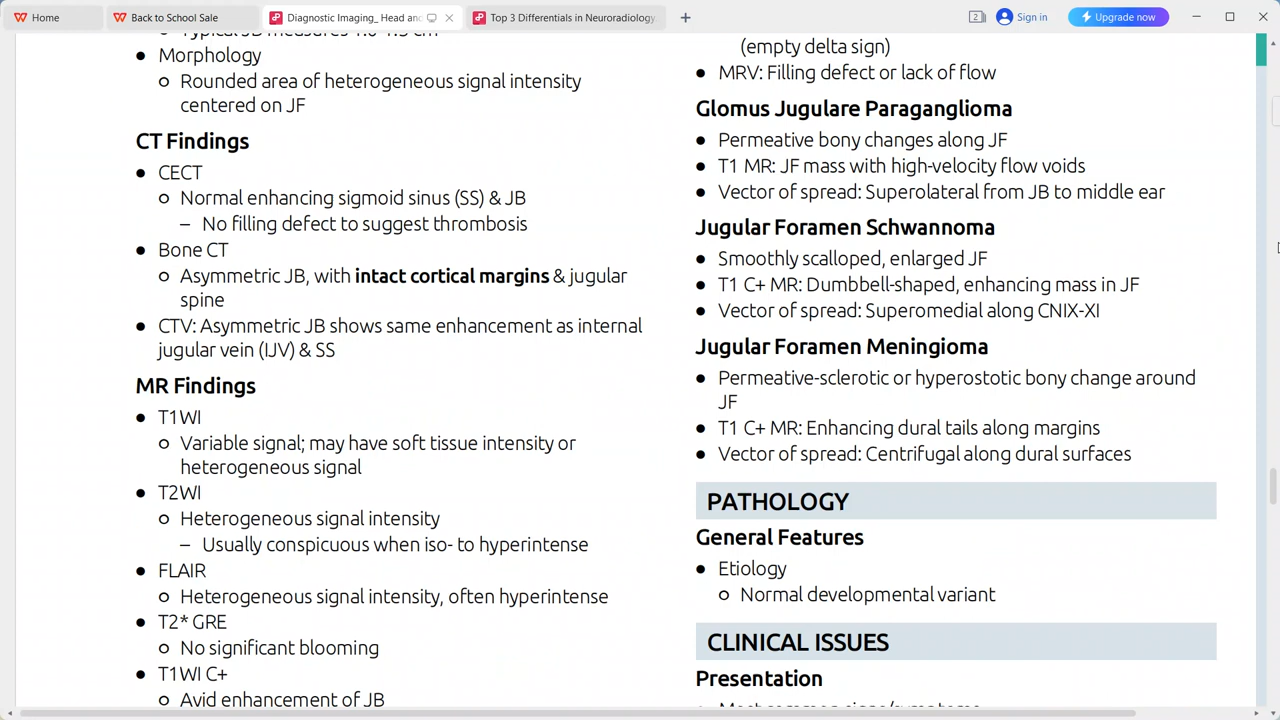 Home
Back to School Sale
Diagnostic Imaging_ Head and
Top 3 Differentials in Neuroradiology.
2
Sign in
Upgrade now
Morphology
Rounded area of heterogeneous signal intensity
centered on JF
CT Findings
CECT
Normal enhancing sigmoid sinus (SS) & JB
– No filling defect to suggest thrombosis
Bone CT
Asymmetric JB, with intact cortical margins & jugular
spine
CTV: Asymmetric JB shows same enhancement as internal
jugular vein (IJV) & SS
MR Findings
T1WI
Variable signal; may have soft tissue intensity or
heterogeneous signal
T2WI
Heterogeneous signal intensity
– Usually conspicuous when iso- to hyperintense
FLAIR
Heterogeneous signal intensity, often hyperintense
T2* GRE
No significant blooming
T1WI C+
Avid enhancement of JB
(empty delta sign)
MRV: Filling defect or lack of flow
Glomus Jugulare Paraganglioma
Permeative bony changes along JF
T1 MR: JF mass with high-velocity flow voids
Vector of spread: Superolateral from JB to middle ear
Jugular Foramen Schwannoma
Smoothly scalloped, enlarged JF
T1 C+ MR: Dumbbell-shaped, enhancing mass in JF
Vector of spread: Superomedial along CNIX-XI
Jugular Foramen Meningioma
Permeative-sclerotic or hyperostotic bony change around
JF
T1 C+ MR: Enhancing dural tails along margins
Vector of spread: Centrifugal along dural surfaces
PATHOLOGY
General Features
Etiology
Normal developmental variant
CLINICAL ISSUES
Presentation